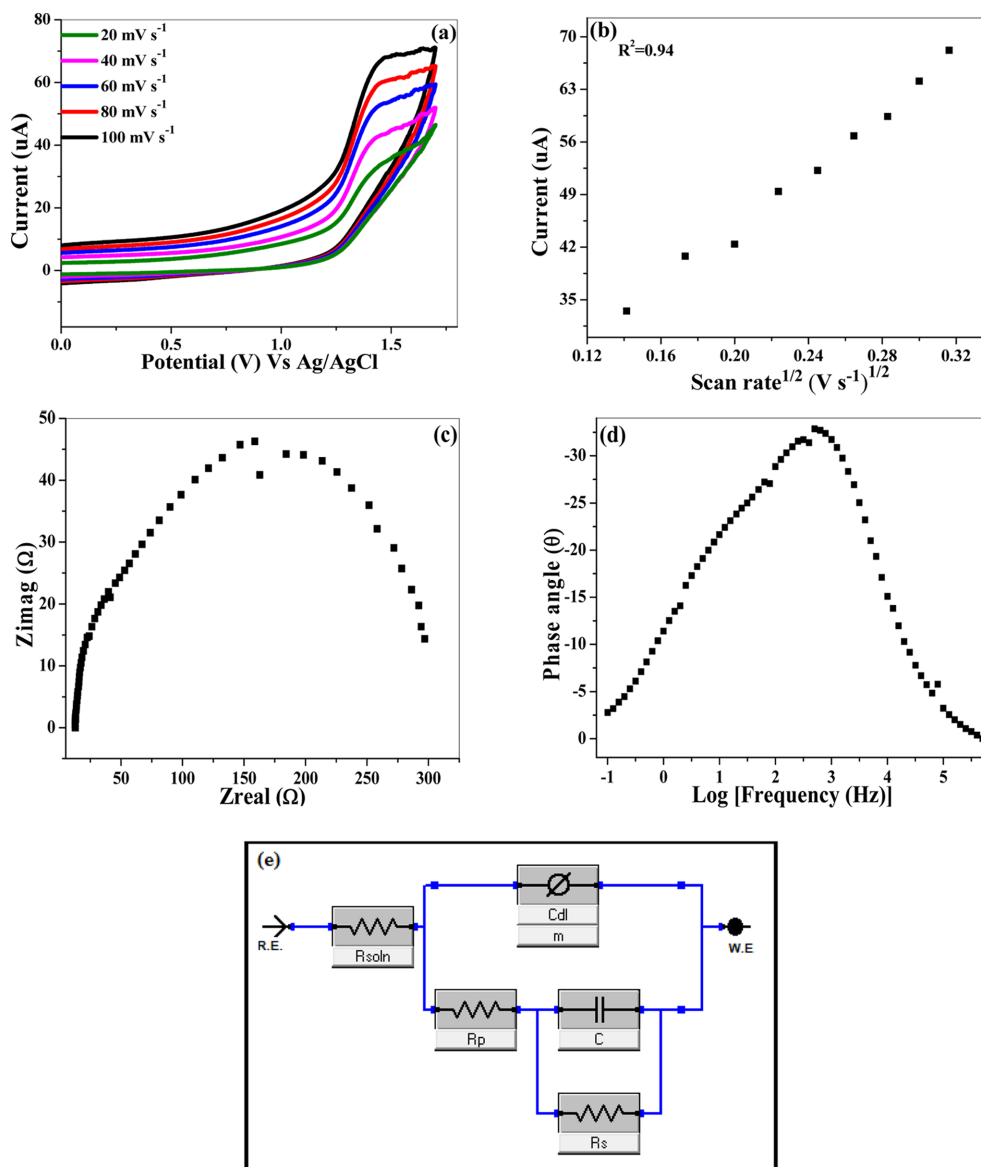 (a)
20 mV s⁻¹
40 mV s⁻¹
60 mV s⁻¹
80 mV s⁻¹
100 mV s⁻¹
80
60
40
20
0
Current (uA)
0.0 0.5 1.0 1.5
Potential (V) Vs Ag/AgCl
(b)
R²=0.94
70
63
56
49
42
35
Current (uA)
0.12 0.16 0.20 0.24 0.28 0.32
Scan rate^1/2 (V s⁻¹)^1/2
(c)
50
40
30
20
10
0
Zimag (Ω)
50 100 150 200 250 300
Zreal (Ω)
(d)
-30
-25
-20
-15
-10
-5
0
Phase angle (θ)
-1 0 1 2 3 4 5
Log [Frequency (Hz)]
(e)
R.E.
Rsoln
Cdl
m
W.E
Rp
C
Rs